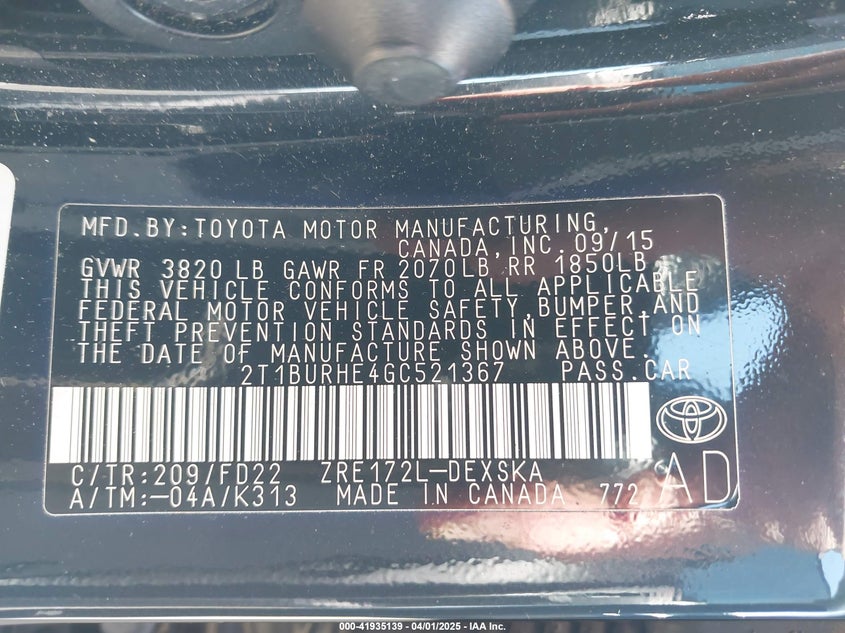 MFD.BY:TOYOTA MOTOR MANUFACTURING,
CANADA,INC.09/15
GVWR 3820 LB GAWR FR 2070LB RR 1850LB
THIS VEHICLE CONFORMS TO ALL APPLICABLE
FEDERAL MOTOR VEHICLE SAFETY,BUMPER,AND
THEFT PREVENTION STANDARDS IN EFFECT ON
THE DATE OF MANUFACTURE SHOWN ABOVE.
2T1BURHE4GC521367 PASS.CAR
C/TR:209/FD22 ZRE172L-DEXSKA
A/TM:-04A/K313 MADE IN CANADA 772 AD
000-41935139 - 04/01/2025 - IAA Inc.